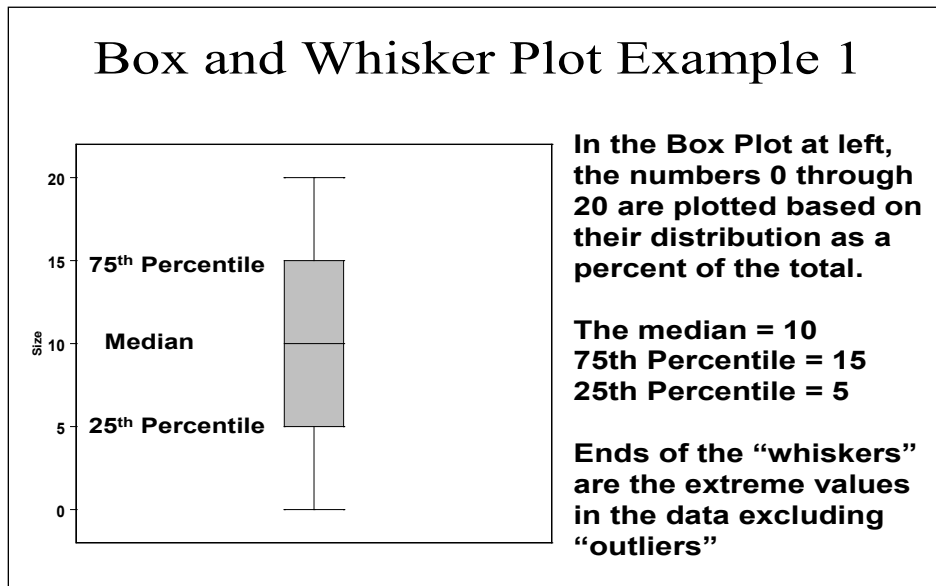 Box and Whisker Plot Example 1
20
15
10
5
0
Size
75th Percentile
Median
25th Percentile
In the Box Plot at left,
the numbers 0 through
20 are plotted based on
their distribution as a
percent of the total.
The median = 10
75th Percentile = 15
25th Percentile = 5
Ends of the “whiskers”
are the extreme values
in the data excluding
“outliers”